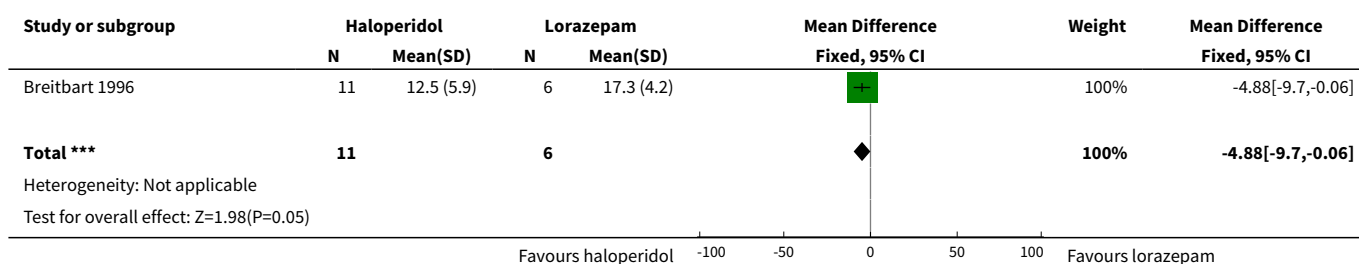 Study or subgroup Haloperidol Lorazepam Mean Difference Weight Mean Difference
N Mean(SD) N Mean(SD) Fixed, 95% CI Fixed, 95% CI
Breitbart 1996 11 12.5 (5.9) 6 17.3 (4.2) 100% -4.88[-9.7,-0.06]
Total *** 11 6 100% -4.88[-9.7,-0.06]
Heterogeneity: Not applicable
Test for overall effect: Z=1.98(P=0.05)
Favours haloperidol -100 -50 0 50 100 Favours lorazepam